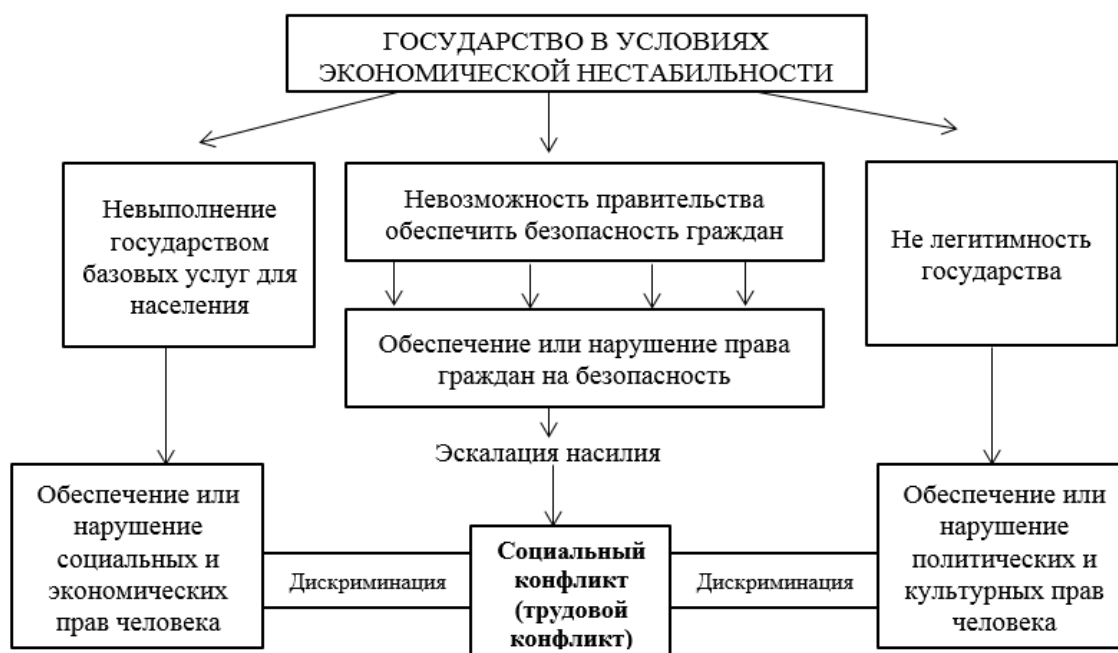 ГОСУДАРСТВО В УСЛОВИЯХ
ЭКОНОМИЧЕСКОЙ НЕСТАБИЛЬНОСТИ
Невыполнение
государством
базовых услуг для
населения
Невозможность правительства
обеспечить безопасность граждан
Не легитимность
государства
Обеспечение или нарушение права
граждан на безопасность
Эскалация насилия
Обеспечение или
нарушение
социальных и
экономических
прав человека
Дискриминация
Социальный
конфликт
(трудовой
конфликт)
Дискриминация
Обеспечение или
нарушение
политических и
культурных прав
человека